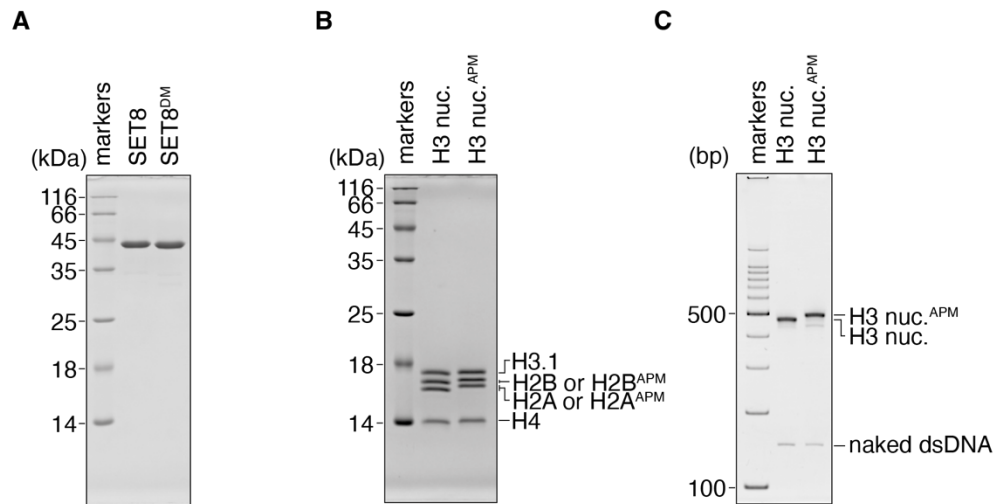 A
markers
SET8
SET8DM
(kDa)
116
66
45
35
25
18
14
B
markers
H3 nuc.
H3 nuc.APM
(kDa)
116
66
45
35
25
18
14
H3.1
H2B or H2BAPM
H2A or H2AAPM
H4
C
markers
H3 nuc.
H3 nuc.APM
(bp)
500
100
H3 nuc.APM
H3 nuc.
naked dsDNA